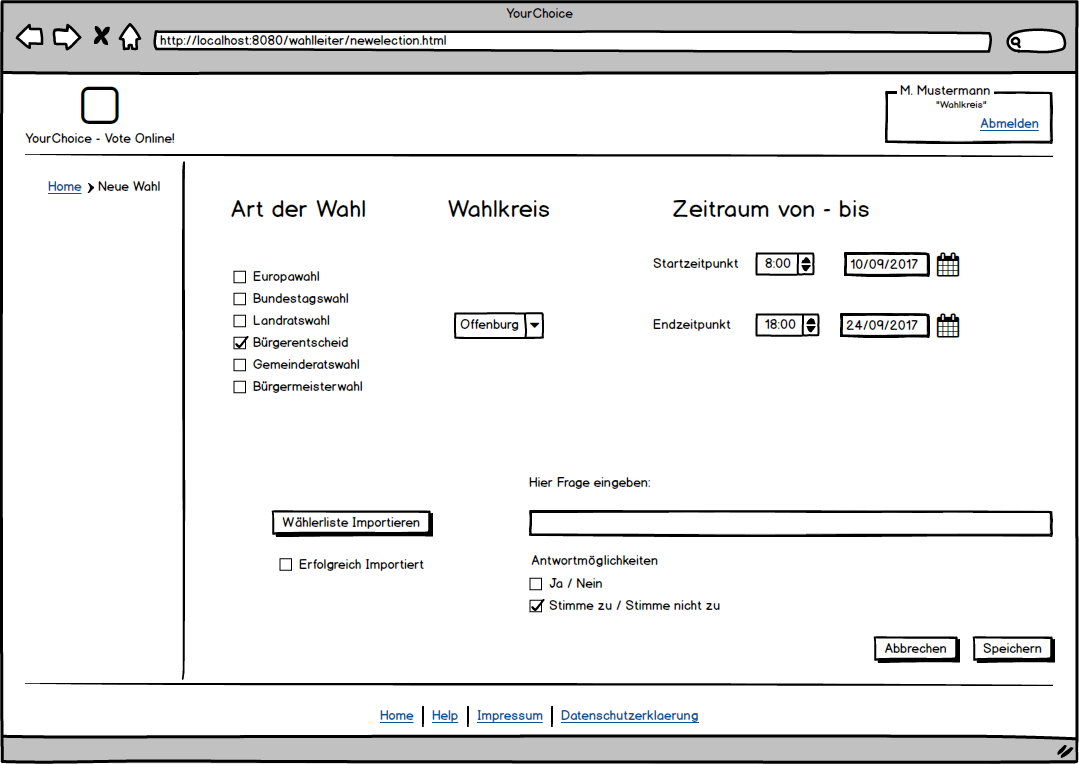 YourChoice
http://localhost:8080/wahlleiter/newelection.html
M. Mustermann
"Wahlkreis"
Abmelden
YourChoice - Vote Online!
Home
Neue Wahl
Art der Wahl
Wahlkreis
Zeitraum von - bis
Europawahl
Bundestagswahl
Landratswahl
Bürgerentscheid
Gemeinderatswahl
Bürgermeisterwahl
Offenburg
Startzeitpunkt 8:00 10/09/2017
Endzeitpunkt 18:00 24/09/2017
Wählerliste Importieren
Erfolgreich Importiert
Hier Frage eingeben:
Antwortmöglichkeiten
Ja / Nein
Stimme zu / Stimme nicht zu
Abbrechen Speichern
Home Help Impressum Datenschutzerklaerung